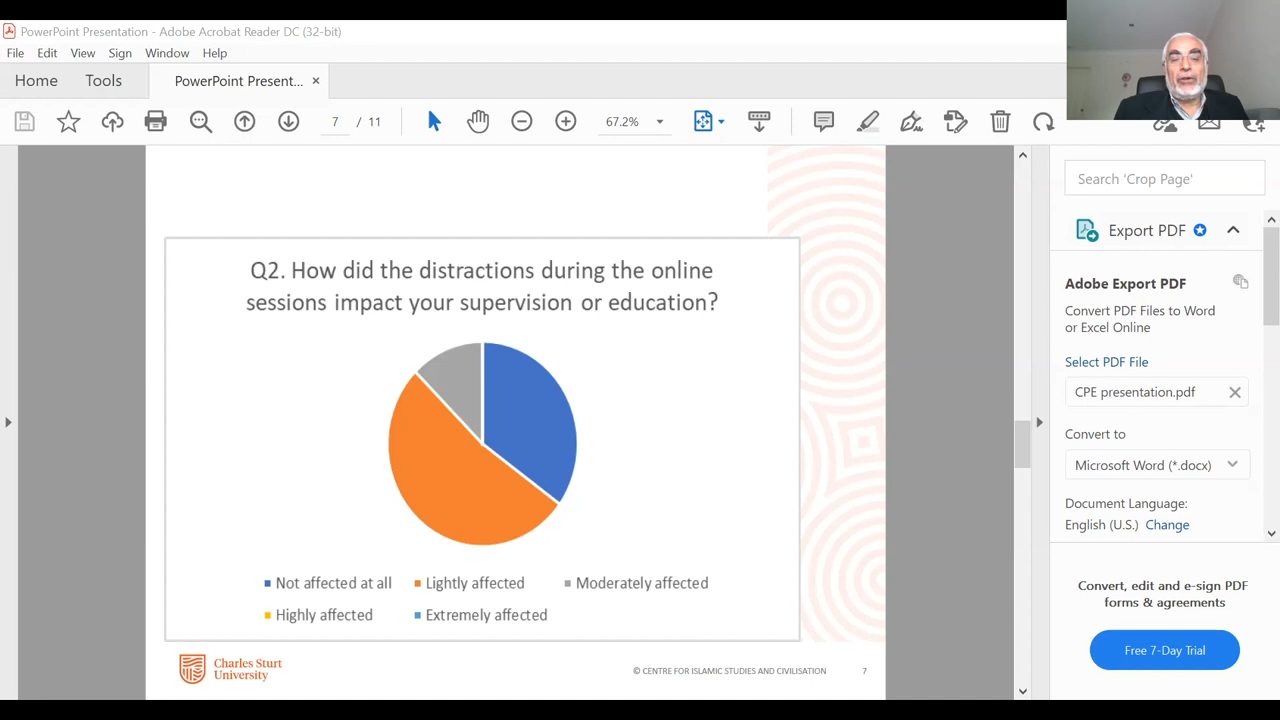 PowerPoint Presentation - Adobe Acrobat Reader DC (32-bit)
File Edit View Sign Window Help
Home Tools PowerPoint Present... ×
7 / 11 67.2%
Search 'Crop Page'
Export PDF
Adobe Export PDF
Convert PDF Files to Word
or Excel Online
Select PDF File
CPE presentation.pdf
Convert to
Microsoft Word (*.docx)
Document Language:
English (U.S.) Change
Convert, edit and e-sign PDF
forms & agreements
Free 7-Day Trial
Q2. How did the distractions during the online
sessions impact your supervision or education?
Not affected at all Lightly affected Moderately affected
Highly affected Extremely affected
Charles Sturt
University
© CENTRE FOR ISLAMIC STUDIES AND CIVILISATION 7